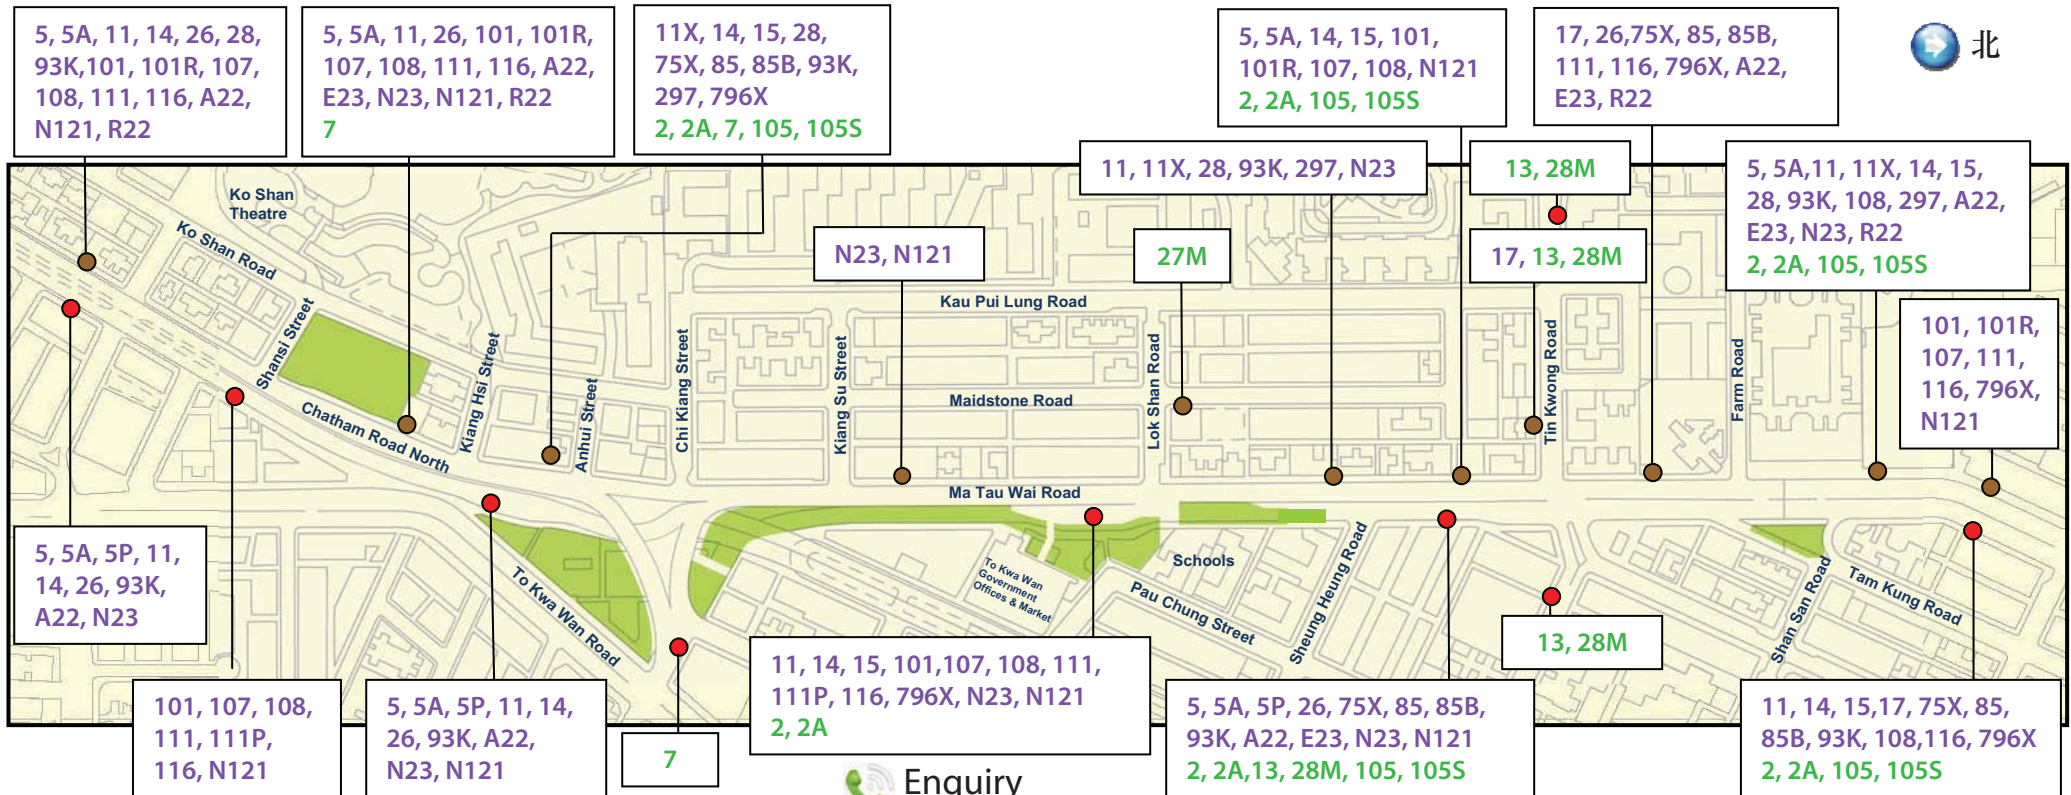 5, 5A, 11, 14, 26, 28,
93K,101, 101R, 107,
108, 111, 116, A22,
N121, R22
5, 5A, 11, 26, 101, 101R,
107, 108, 111, 116, A22,
E23, N23, N121, R22
7
11X, 14, 15, 28,
75X, 85, 85B, 93K,
297, 796X
2, 2A, 7, 105, 105S
5, 5A, 14, 15, 101,
101R, 107, 108, N121
2, 2A, 105, 105S
17, 26,75X, 85, 85B,
111, 116, 796X, A22,
E23, R22
北
11, 11X, 28, 93K, 297, N23
13, 28M
5, 5A,11, 11X, 14, 15,
28, 93K, 108, 297, A22,
E23, N23, R22
2, 2A, 105, 105S
N23, N121
27M
17, 13, 28M
101, 101R,
107, 111,
116, 796X,
N121
Ko Shan
Theatre
Ko Shan Road
Shansi Street
Chatham Road North
Kiang Hsi Street
Anhui Street
Chi Kiang Street
Kiang Su Street
Kau Pui Lung Road
Maidstone Road
Lok Shan Road
Ma Tau Wai Road
Tin Kwong Road
Farm Road
To Kwa Wan Road
To Kwa Wan
Government
Offices & Market
Schools
Pau Chung Street
Sheung Heung Road
Shan San Road
Tam Kung Road
5, 5A, 5P, 11,
14, 26, 93K,
A22, N23
101, 107, 108,
111, 111P,
116, N121
5, 5A, 5P, 11, 14,
26, 93K, A22,
N23, N121
7
11, 14, 15, 101,107, 108, 111,
111P, 116, 796X, N23, N121
2, 2A
5, 5A, 5P, 26, 75X, 85, 85B,
93K, A22, E23, N23, N121
2, 2A,13, 28M, 105, 105S
13, 28M
11, 14, 15,17, 75X, 85,
85B, 93K, 108,116, 796X
2, 2A, 105, 105S
Enquiry